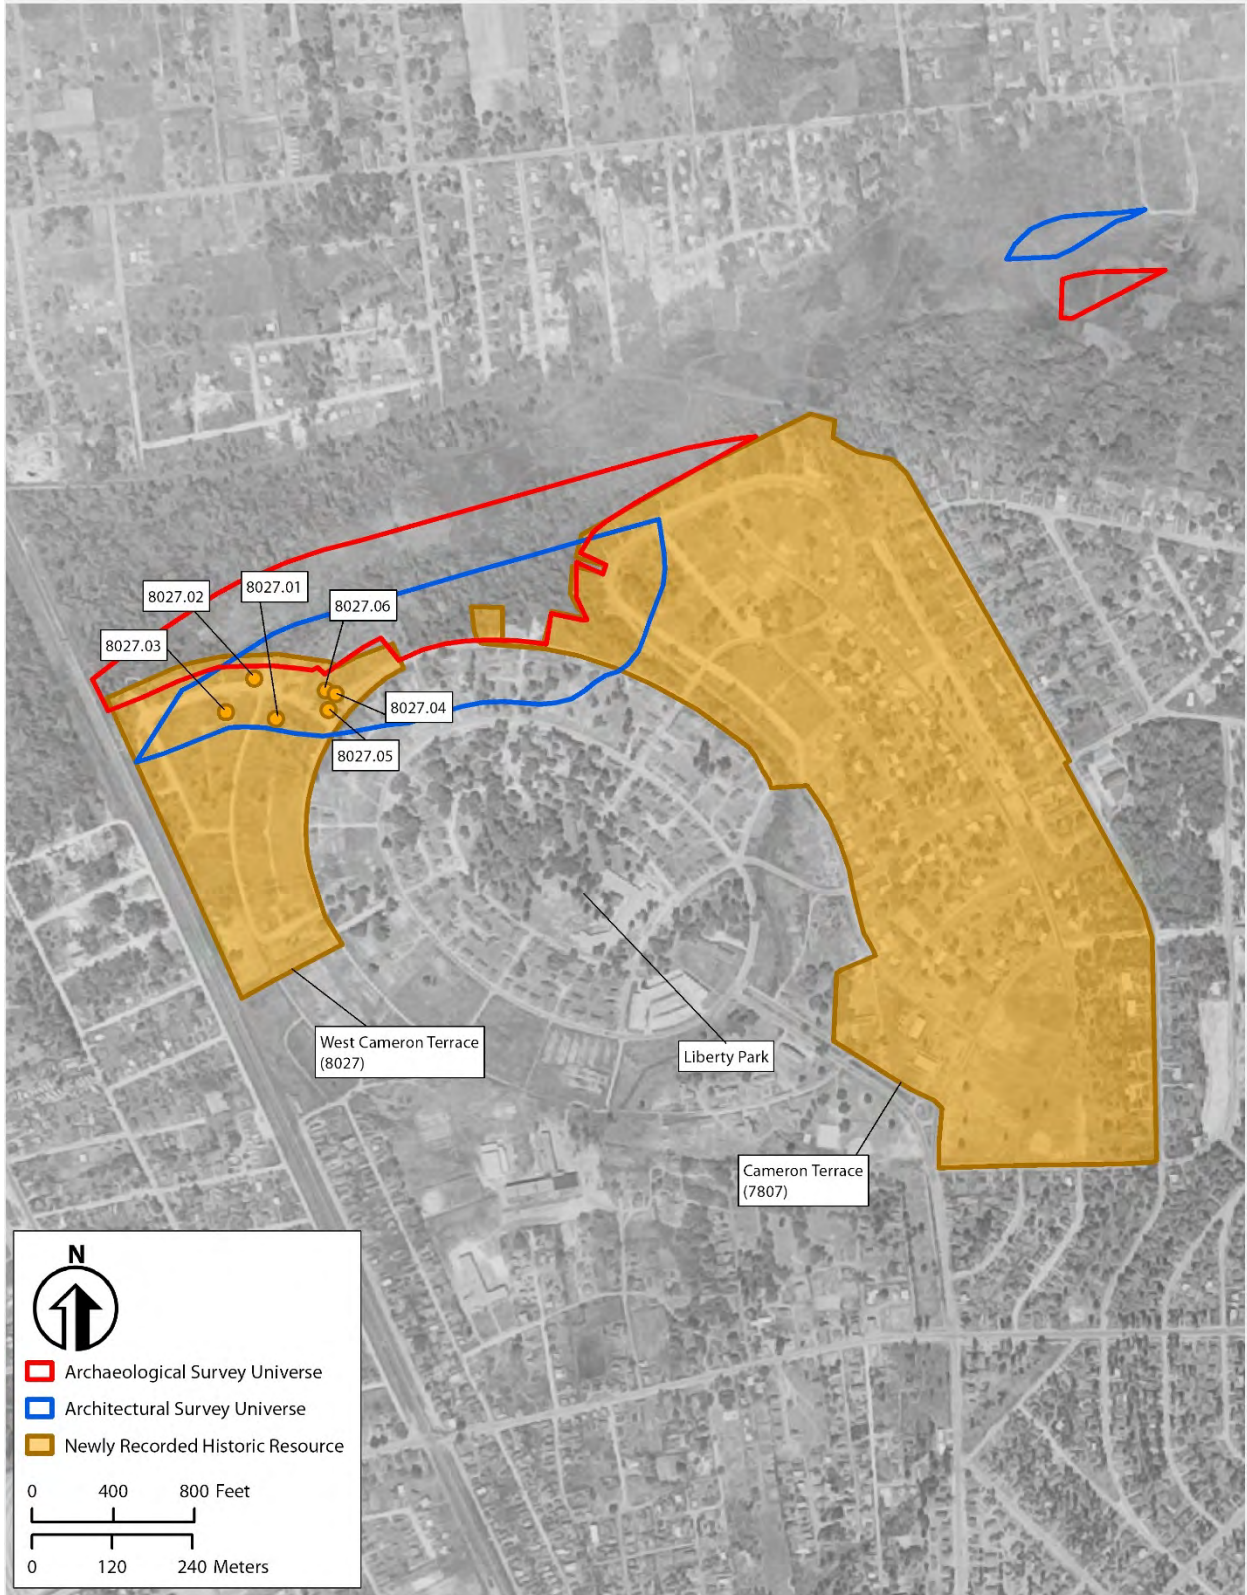 8027.01
8027.02
8027.06
8027.03
8027.04
8027.05
West Cameron Terrace
(8027)
Liberty Park
Cameron Terrace
(7807)
N
Archaeological Survey Universe
Architectural Survey Universe
Newly Recorded Historic Resource
0 400 800 Feet
0 120 240 Meters